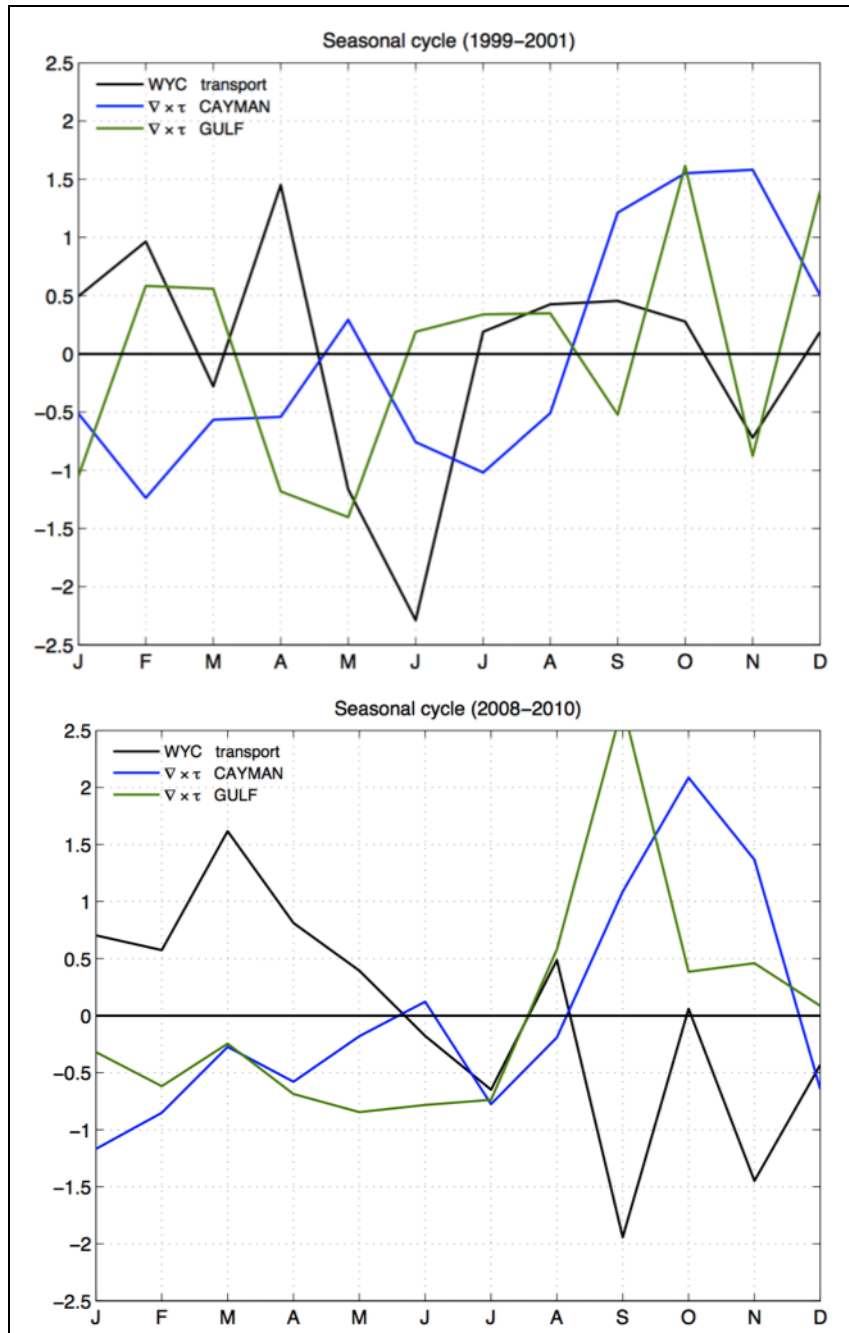 Seasonal cycle (1999–2001)
WYC transport
∇ × τ CAYMAN
∇ × τ GULF
2.5
2
1.5
1
0.5
0
−0.5
−1
−1.5
−2
−2.5
J F M A M J J A S O N D
Seasonal cycle (2008–2010)
WYC transport
∇ × τ CAYMAN
∇ × τ GULF
2.5
2
1.5
1
0.5
0
−0.5
−1
−1.5
−2
−2.5
J F M A M J J A S O N D